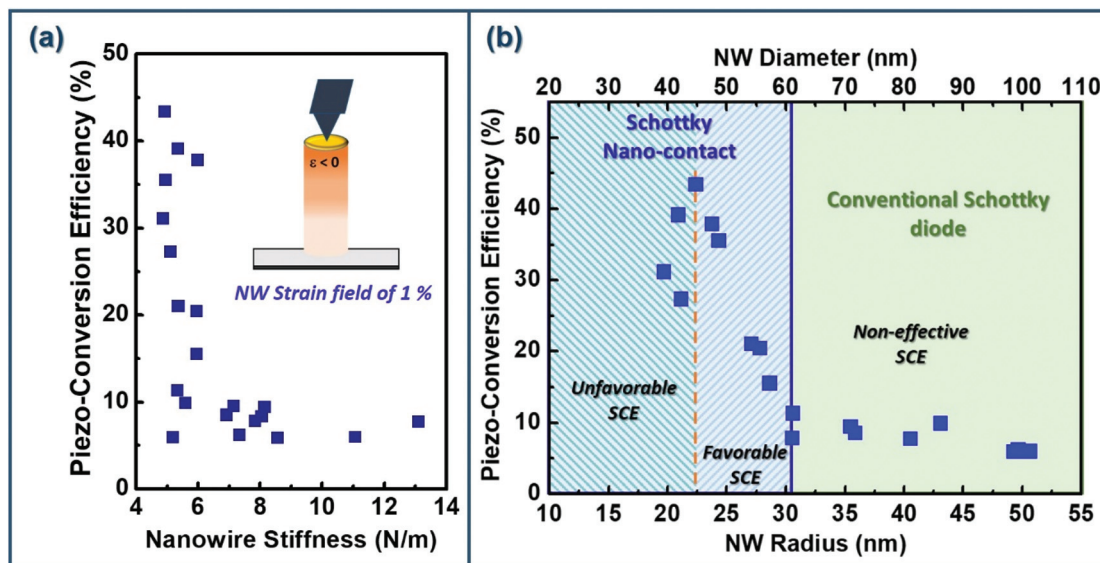 (a)
50
40
30
20
10
0
Piezo-Conversion Efficiency (%)
ε < 0
NW Strain field of 1 %
4 6 8 10 12 14
Nanowire Stiffness (N/m)
(b)
NW Diameter (nm)
20 30 40 50 60 70 80 90 100 110
Piezo-Conversion Efficiency (%)
50
40
30
20
10
0
Schottky
Nano-contact
Conventional Schottky
diode
Non-effective
SCE
Unfavorable
SCE
Favorable
SCE
10 15 20 25 30 35 40 45 50 55
NW Radius (nm)